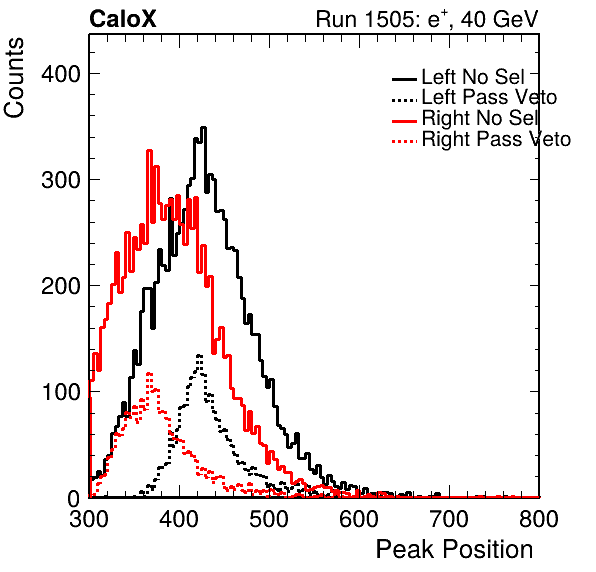 CaloX
Run 1505: e+, 40 GeV
Counts
400
300
200
100
0
Left No Sel
Left Pass Veto
Right No Sel
Right Pass Veto
300 400 500 600 700 800
Peak Position